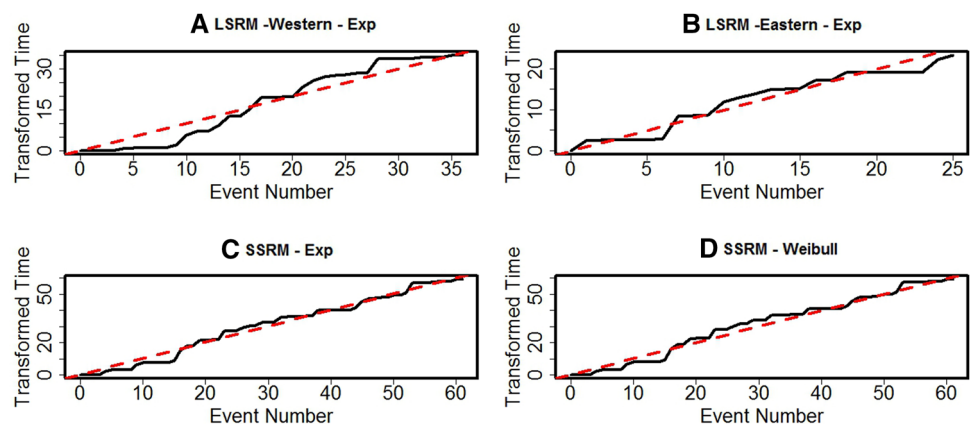 A LSRM -Western - Exp
Transformed Time
0 15 30
0 5 10 15 20 25 30 35
Event Number
B LSRM -Eastern - Exp
Transformed Time
0 10 20
0 5 10 15 20 25
Event Number
C SSRM - Exp
Transformed Time
0 20 50
0 10 20 30 40 50 60
Event Number
D SSRM - Weibull
Transformed Time
0 20 50
0 10 20 30 40 50 60
Event Number